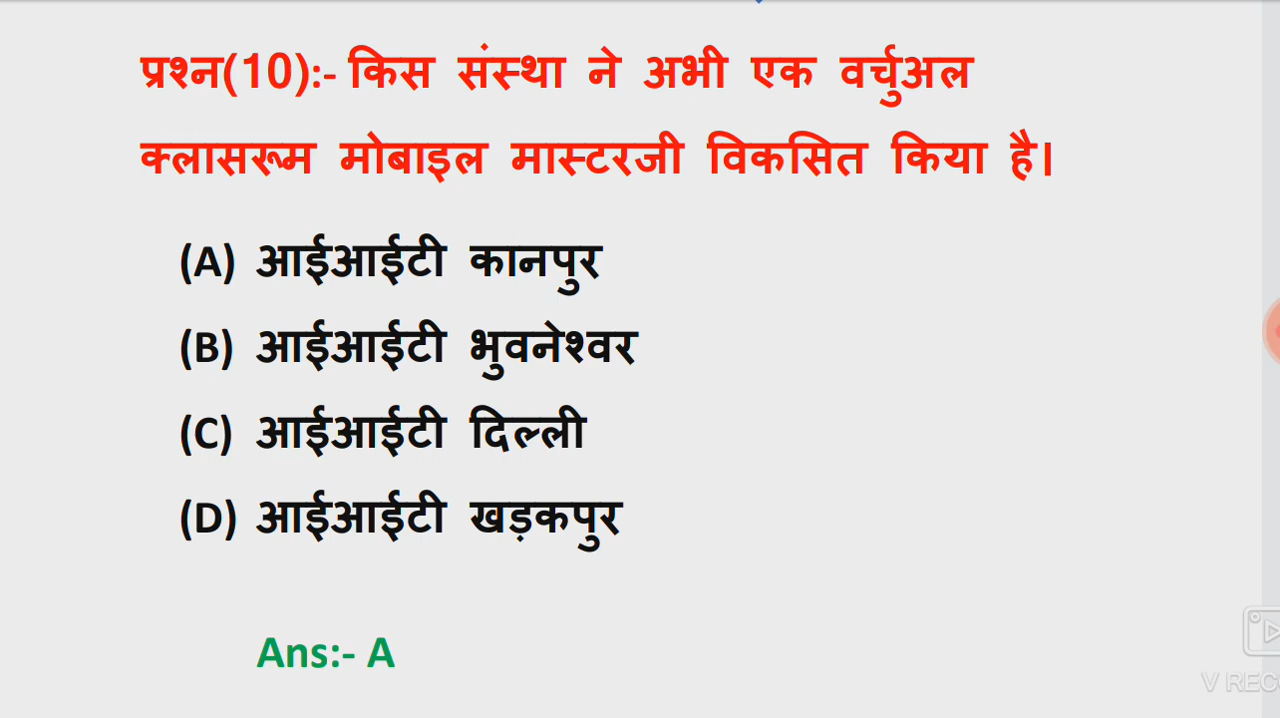 प्रश्न(10):- किस संस्था ने अभी एक वर्चुअल
क्लासरूम मोबाइल मास्टरजी विकसित किया है।
(A) आईआईटी कानपुर
(B) आईआईटी भुवनेश्वर
(C) आईआईटी दिल्ली
(D) आईआईटी खड़कपुर
Ans:- A
V REC